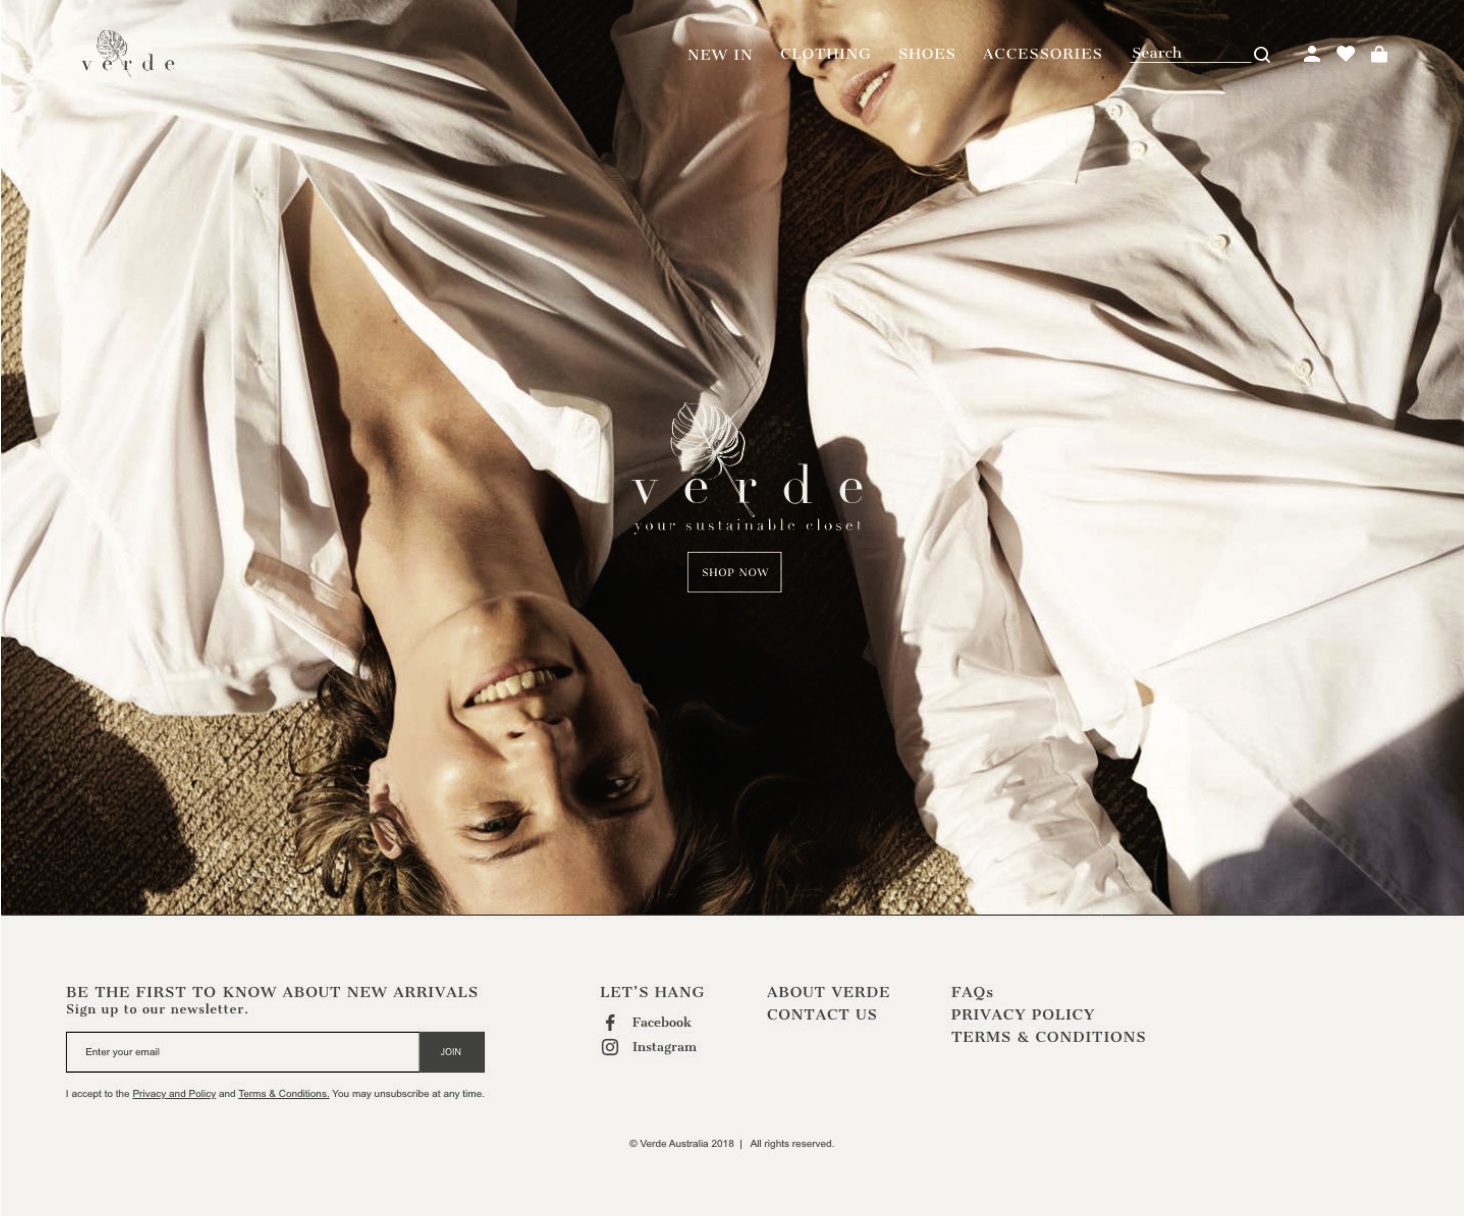 verde
NEW IN CLOTHING SHOES ACCESSORIES Search
verde
your sustainable closet
SHOP NOW
BE THE FIRST TO KNOW ABOUT NEW ARRIVALS
Sign up to our newsletter.
Enter your email JOIN
I accept to the Privacy and Policy and Terms & Conditions. You may unsubscribe at any time.
LET'S HANG
Facebook
Instagram
ABOUT VERDE
CONTACT US
FAQs
PRIVACY POLICY
TERMS & CONDITIONS
© Verde Australia 2018 | All rights reserved.